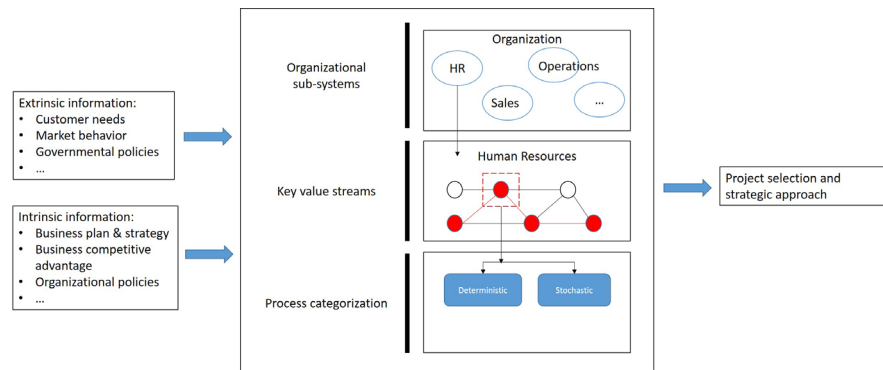 Extrinsic information:
• Customer needs
• Market behavior
• Governmental policies
• ...
Intrinsic information:
• Business plan & strategy
• Business competitive
advantage
• Organizational policies
• ...
Organizational
sub-systems
Organization
HR
Operations
Sales
...
Key value streams
Human Resources
Process categorization
Deterministic
Stochastic
Project selection and
strategic approach